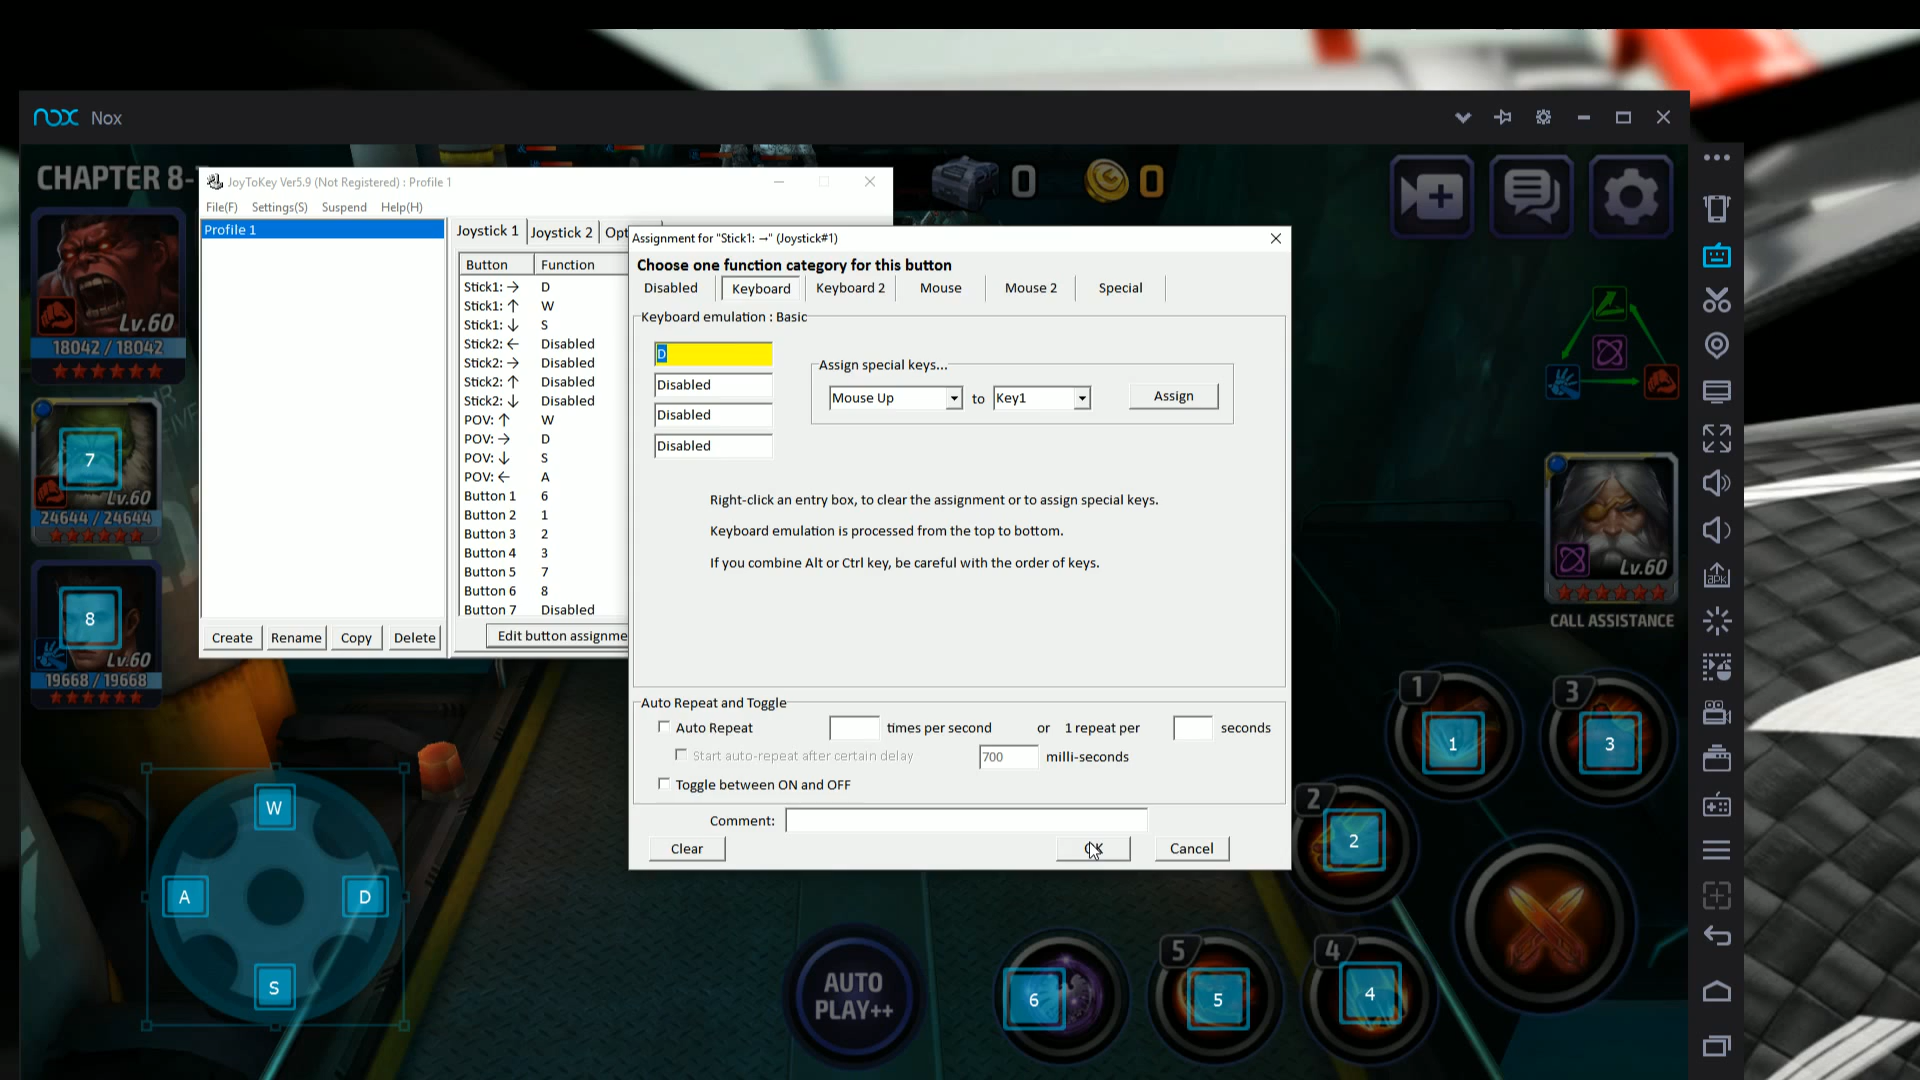 nox Nox
CHAPTER 8-
0
0
JoyToKey Ver5.9 (Not Registered) : Profile 1
File(F) Settings(S) Suspend Help(H)
Profile 1
Create Rename Copy Delete
Joystick 1 Joystick 2 Opt
Button Function
Stick1: → D
Stick1: ↑ W
Stick1: ↓ S
Stick2: ← Disabled
Stick2: → Disabled
Stick2: ↑ Disabled
Stick2: ↓ Disabled
POV: ↑ W
POV: → D
POV: ↓ S
POV: ← A
Button 1 6
Button 2 1
Button 3 2
Button 4 3
Button 5 7
Button 6 8
Button 7 Disabled
Edit button assignme
Assignment for "Stick1: →" (Joystick#1)
Choose one function category for this button
Disabled Keyboard Keyboard 2 Mouse Mouse 2 Special
Keyboard emulation : Basic
D
Disabled
Disabled
Disabled
Assign special keys...
Mouse Up to Key1 Assign
Right-click an entry box, to clear the assignment or to assign special keys.
Keyboard emulation is processed from the top to bottom.
If you combine Alt or Ctrl key, be careful with the order of keys.
Auto Repeat and Toggle
Auto Repeat times per second or 1 repeat per seconds
Start auto-repeat after certain delay 700 milli-seconds
Toggle between ON and OFF
Comment:
Clear OK Cancel
Lv.60
18042 / 18042
7
Lv.60
24644 / 24644
8
Lv.60
19668 / 19668
W
A
D
S
AUTO
PLAY++
6
5
5
4
4
2
2
1
1
3
3
Lv.60
CALL ASSISTANCE
apk